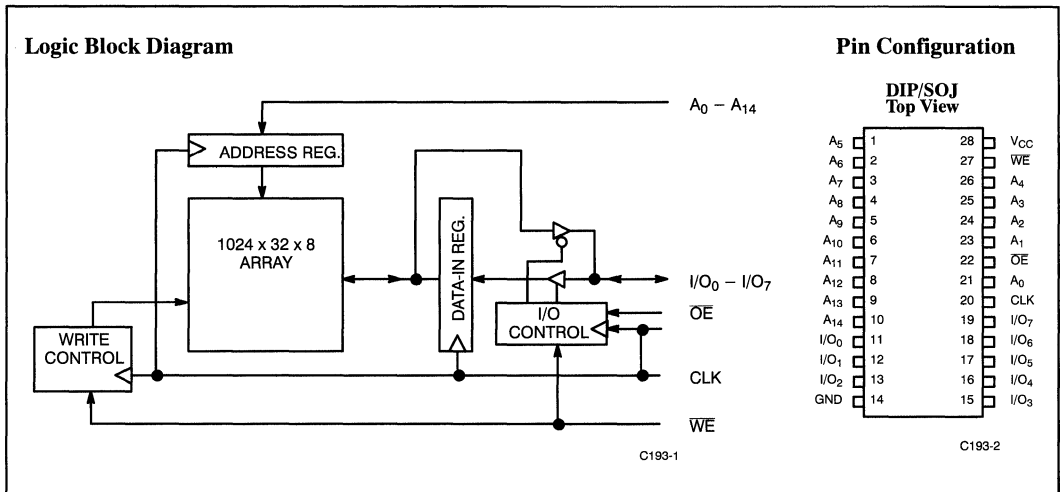 Logic Block Diagram
A0 – A14
ADDRESS REG.
1024 x 32 x 8
ARRAY
DATA-IN REG.
I/O0 – I/O7
I/O
CONTROL
O̅E̅
WRITE
CONTROL
CLK
W̅E̅
C193-1
Pin Configuration
DIP/SOJ
Top View
A5 1 28 VCC
A6 2 27 W̅E̅
A7 3 26 A4
A8 4 25 A3
A9 5 24 A2
A10 6 23 A1
A11 7 22 O̅E̅
A12 8 21 A0
A13 9 20 CLK
A14 10 19 I/O7
I/O0 11 18 I/O6
I/O1 12 17 I/O5
I/O2 13 16 I/O4
GND 14 15 I/O3
C193-2